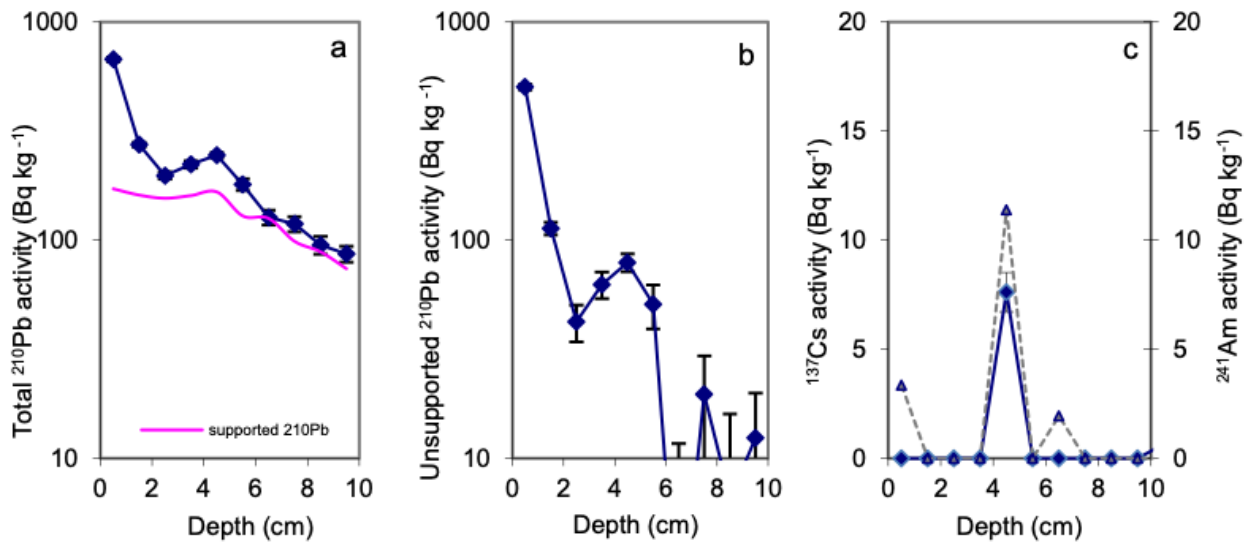 Total ²¹⁰Pb activity (Bq kg⁻¹)
1000
100
10
a
supported 210Pb
0 2 4 6 8 10
Depth (cm)
Unsupported ²¹⁰Pb activity (Bq kg⁻¹)
1000
100
10
b
0 2 4 6 8 10
Depth (cm)
¹³⁷Cs activity (Bq kg⁻¹)
20
15
10
5
0
c
20
15
10
5
0
²⁴¹Am activity (Bq kg⁻¹)
0 2 4 6 8 10
Depth (cm)